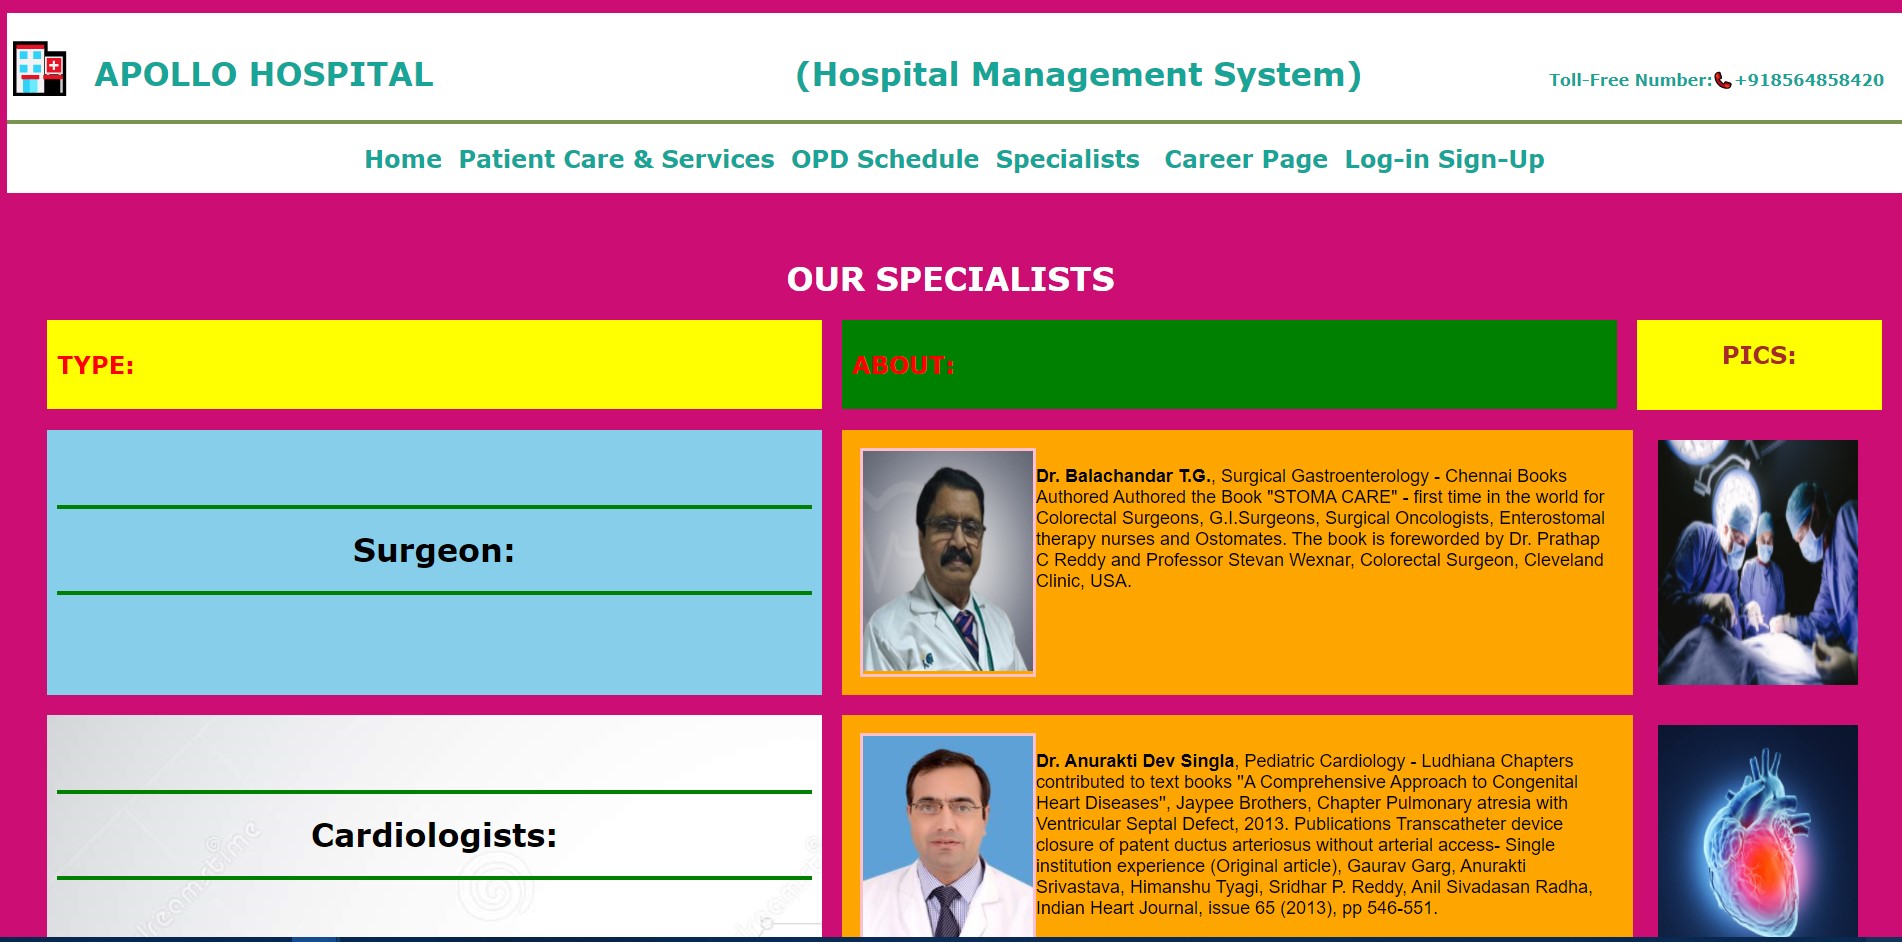 APOLLO HOSPITAL
(Hospital Management System)
Toll-Free Number: +918564858420
Home Patient Care & Services OPD Schedule Specialists Career Page Log-in Sign-Up
OUR SPECIALISTS
TYPE:
ABOUT:
PICS:
Surgeon:
Dr. Balachandar T.G., Surgical Gastroenterology - Chennai Books
Authored Authored the Book "STOMA CARE" - first time in the world for
Colorectal Surgeons, G.I.Surgeons, Surgical Oncologists, Enterostomal
therapy nurses and Ostomates. The book is foreworded by Dr. Prathap
C Reddy and Professor Stevan Wexnar, Colorectal Surgeon, Cleveland
Clinic, USA.
Cardiologists:
dreamstime
Dr. Anurakti Dev Singla, Pediatric Cardiology - Ludhiana Chapters
contributed to text books "A Comprehensive Approach to Congenital
Heart Diseases", Jaypee Brothers, Chapter Pulmonary atresia with
Ventricular Septal Defect, 2013. Publications Transcatheter device
closure of patent ductus arteriosus without arterial access- Single
institution experience (Original article), Gaurav Garg, Anurakti
Srivastava, Himanshu Tyagi, Sridhar P. Reddy, Anil Sivadasan Radha,
Indian Heart Journal, issue 65 (2013), pp 546-551.